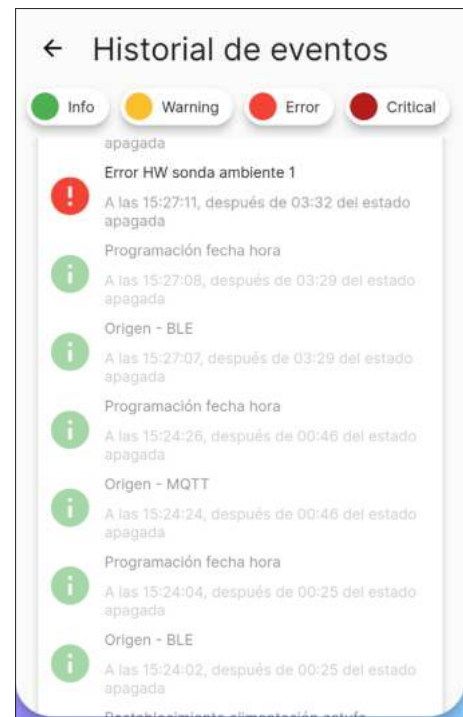 Historial de eventos
Info
Warning
Error
Critical
apagada
Error HW sonda ambiente 1
A las 15:27:11, después de 03:32 del estado
apagada
Programación fecha hora
A las 15:27:08, después de 03:29 del estado
apagada
Origen - BLE
A las 15:27:07, después de 03:29 del estado
apagada
Programación fecha hora
A las 15:24:26, después de 00:46 del estado
apagada
Origen - MQTT
A las 15:24:24, después de 00:46 del estado
apagada
Programación fecha hora
A las 15:24:04, después de 00:25 del estado
apagada
Origen - BLE
A las 15:24:02, después de 00:25 del estado
apagada
Restablecimiento alimentación estufa